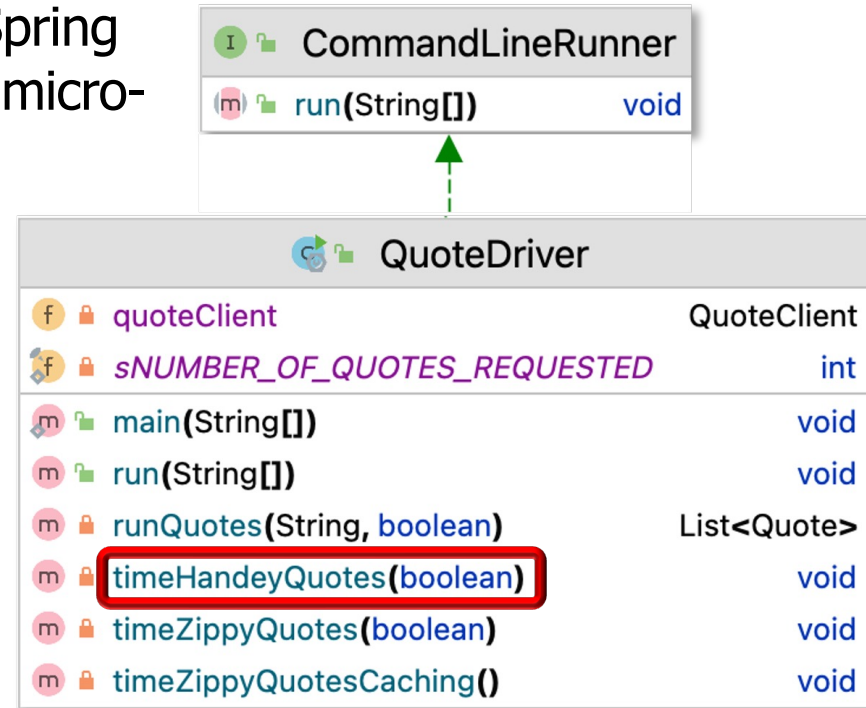 Spring
micro-
CommandLineRunner
run(String[]) void
QuoteDriver
quoteClient QuoteClient
sNUMBER_OF_QUOTES_REQUESTED int
main(String[]) void
run(String[]) void
runQuotes(String, boolean) List<Quote>
timeHandeyQuotes(boolean) void
timeZippyQuotes(boolean) void
timeZippyQuotesCaching() void